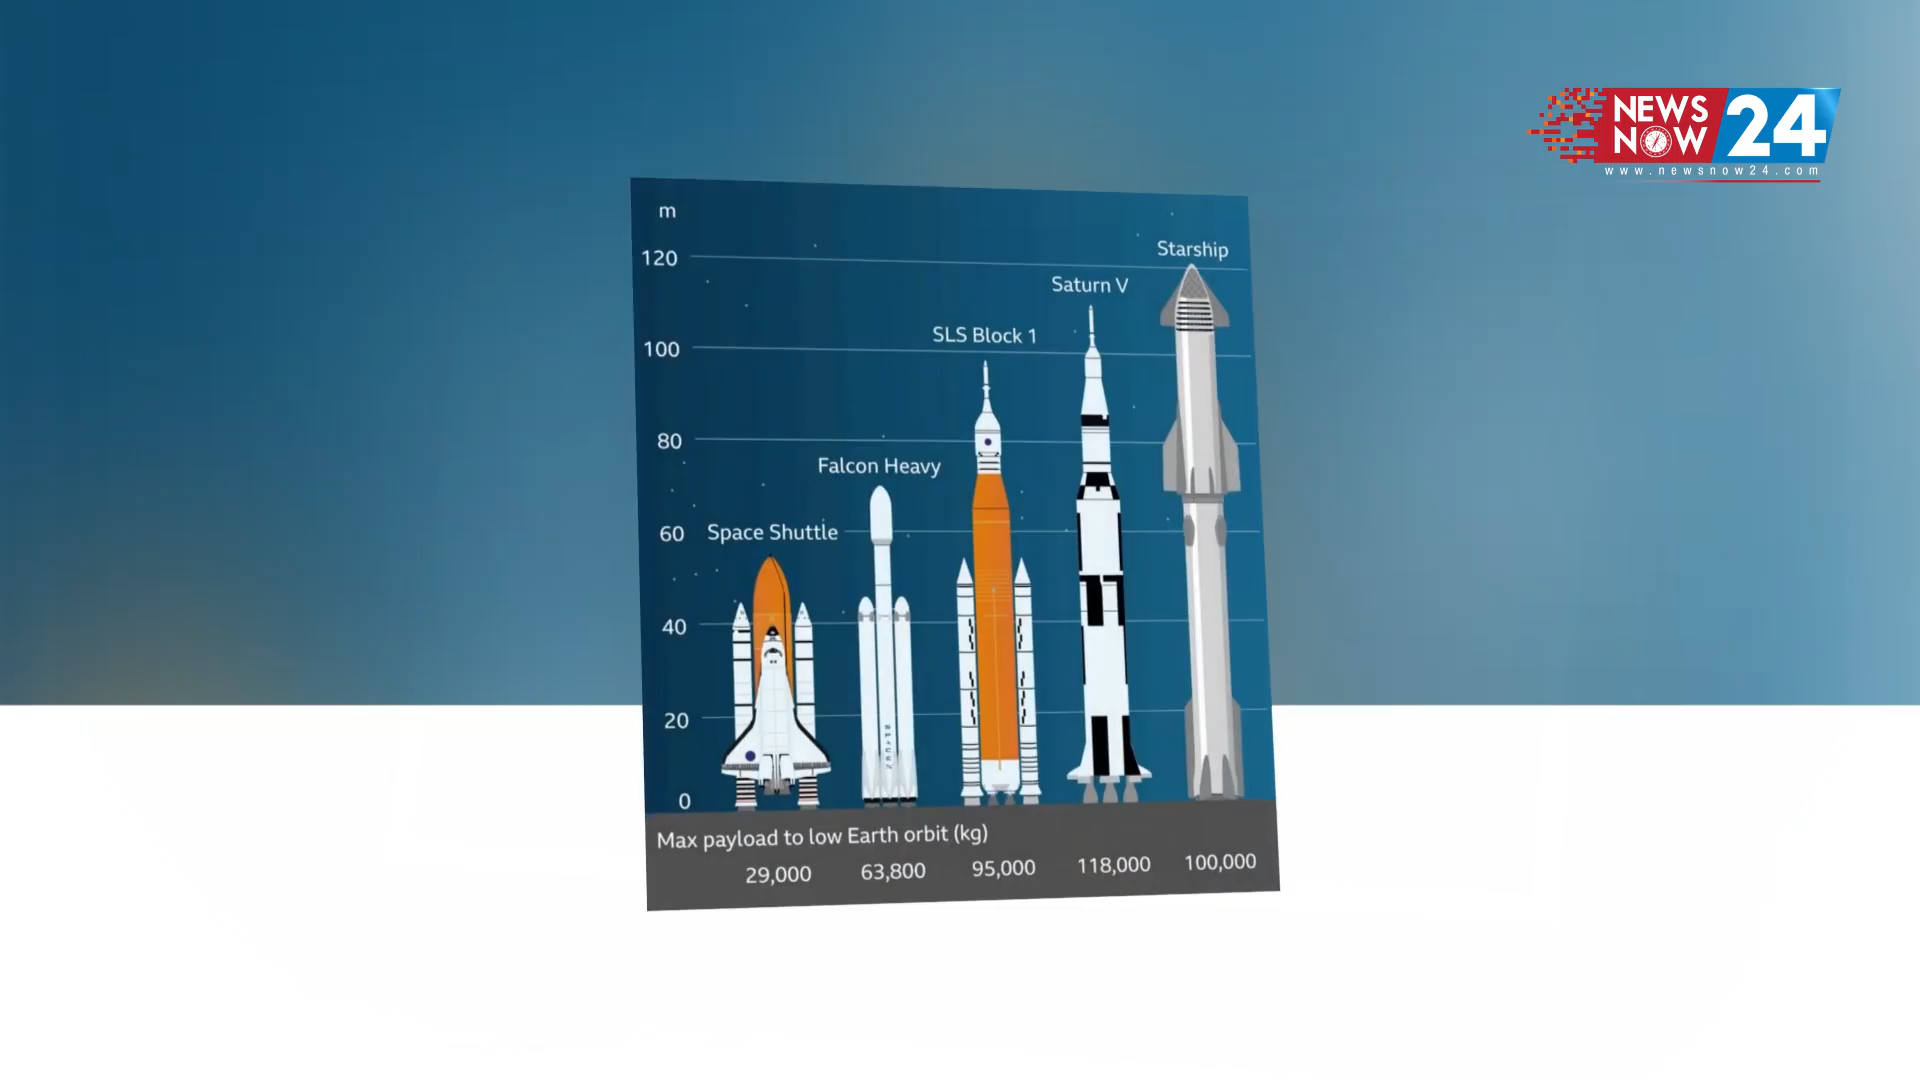 NEWS
NOW
24
www.newsnow24.com
m
120
100
80
60
40
20
0
Space Shuttle
Falcon Heavy
SLS Block 1
Saturn V
Starship
Max payload to low Earth orbit (kg)
29,000 63,800 95,000 118,000 100,000